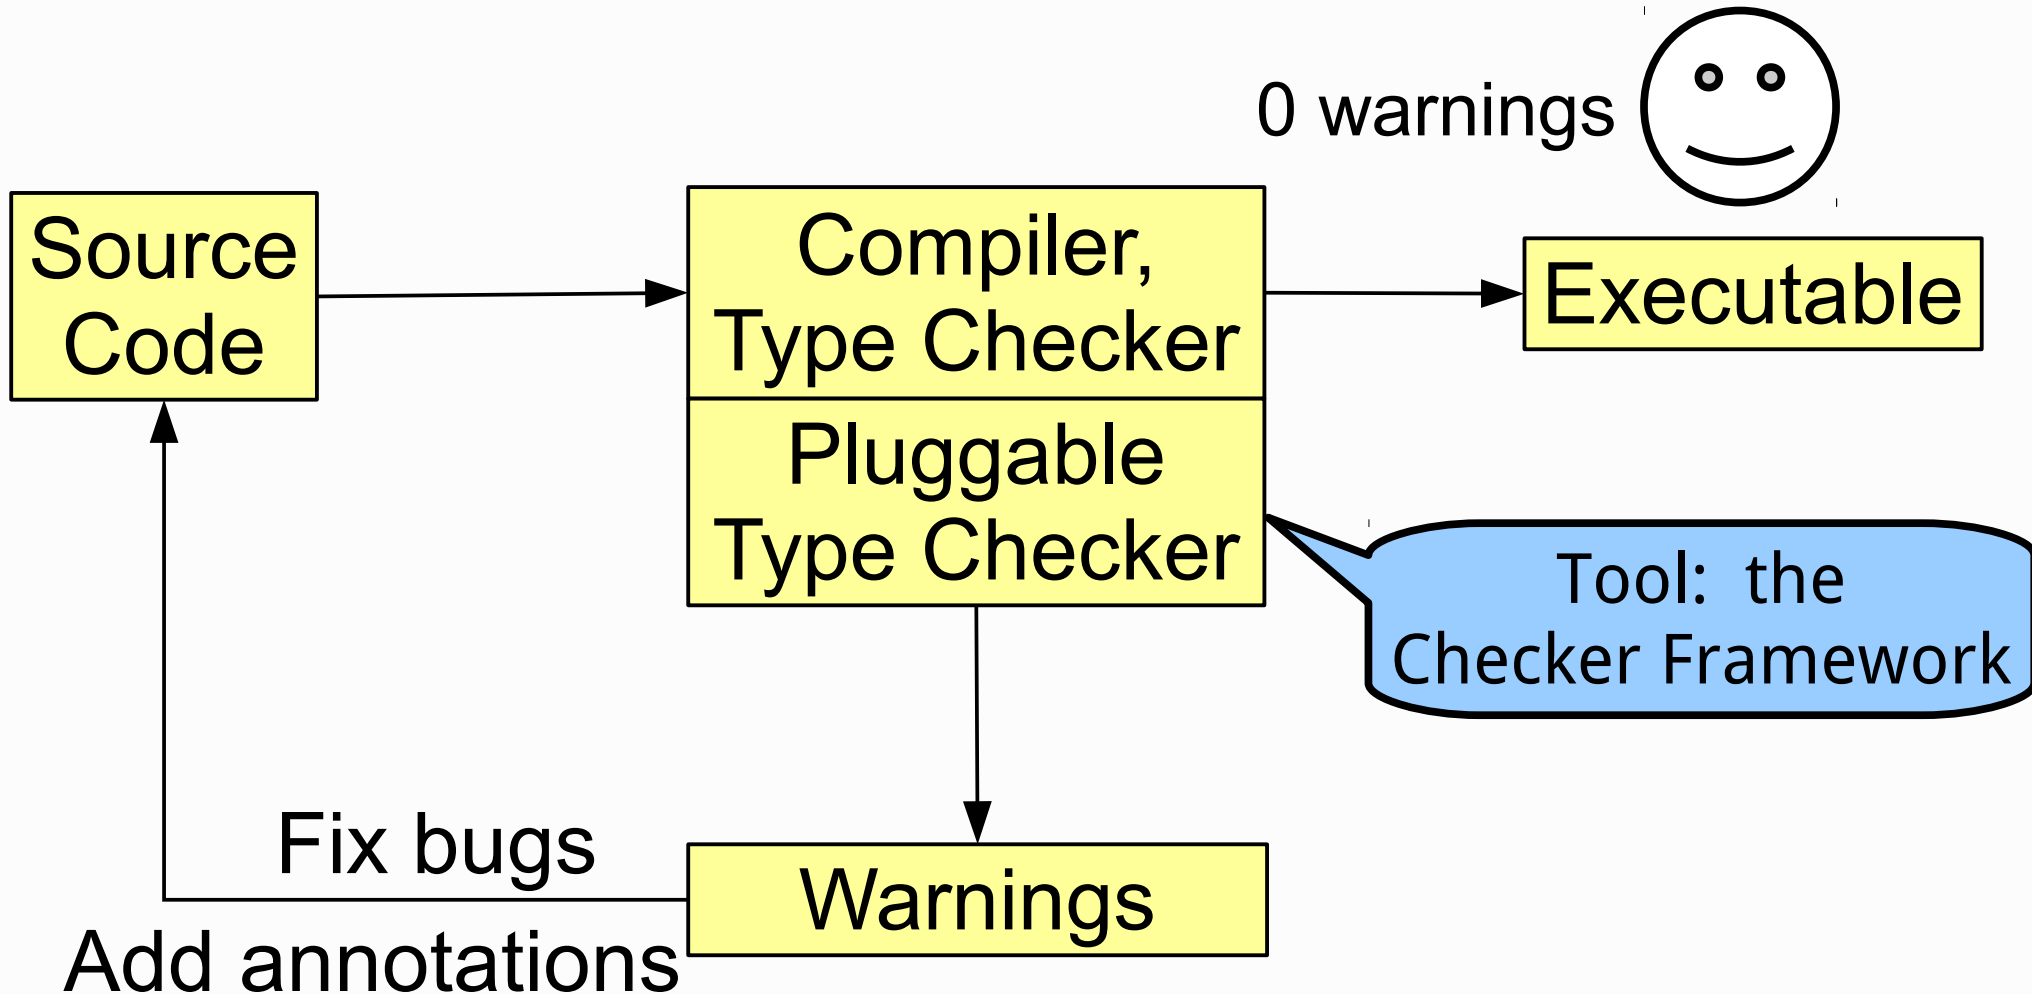 0 warnings
Source
Code
Compiler,
Type Checker
Executable
Pluggable
Type Checker
Tool:  the
Checker Framework
Fix bugs
Warnings
Add annotations